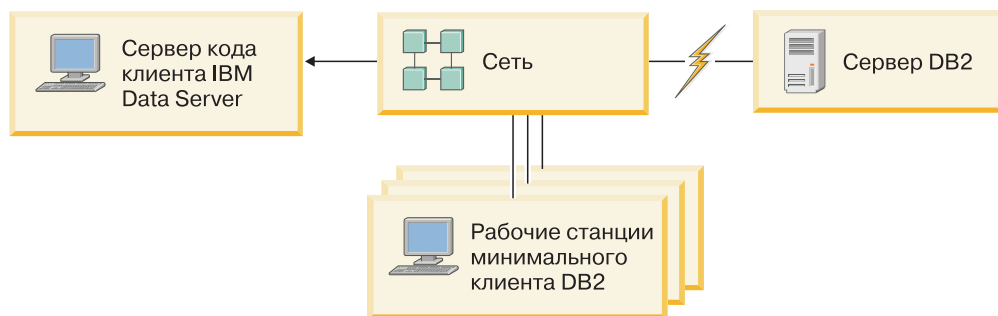 Сервер кода
клиента IBM
Data Server
Сеть
Сервер DB2
Рабочие станции
минимального
клиента DB2